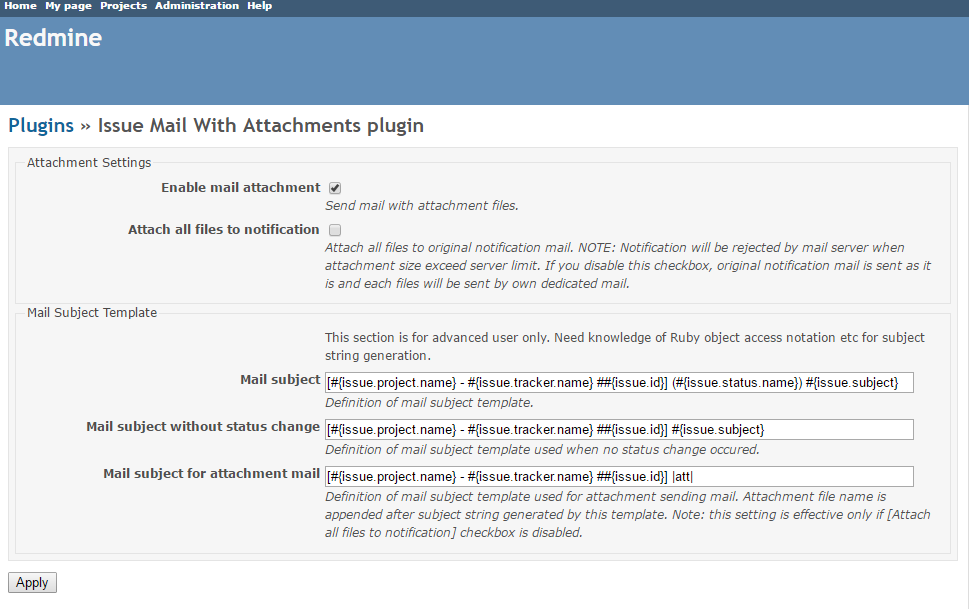 Home My page Projects Administration Help
Redmine
Plugins » Issue Mail With Attachments plugin
Attachment Settings
Enable mail attachment
Send mail with attachment files.
Attach all files to notification
Attach all files to original notification mail. NOTE: Notification will be rejected by mail server when
attachment size exceed server limit. If you disable this checkbox, original notification mail is sent as it
is and each files will be sent by own dedicated mail.
Mail Subject Template
This section is for advanced user only. Need knowledge of Ruby object access notation etc for subject
string generation.
Mail subject [#{issue.project.name} - #{issue.tracker.name} ##{issue.id}] (#{issue.status.name}) #{issue.subject}
Definition of mail subject template.
Mail subject without status change [#{issue.project.name} - #{issue.tracker.name} ##{issue.id}] #{issue.subject}
Definition of mail subject template used when no status change occured.
Mail subject for attachment mail [#{issue.project.name} - #{issue.tracker.name} ##{issue.id}] |att|
Definition of mail subject template used for attachment sending mail. Attachment file name is
appended after subject string generated by this template. Note: this setting is effective only if [Attach
all files to notification] checkbox is disabled.
Apply